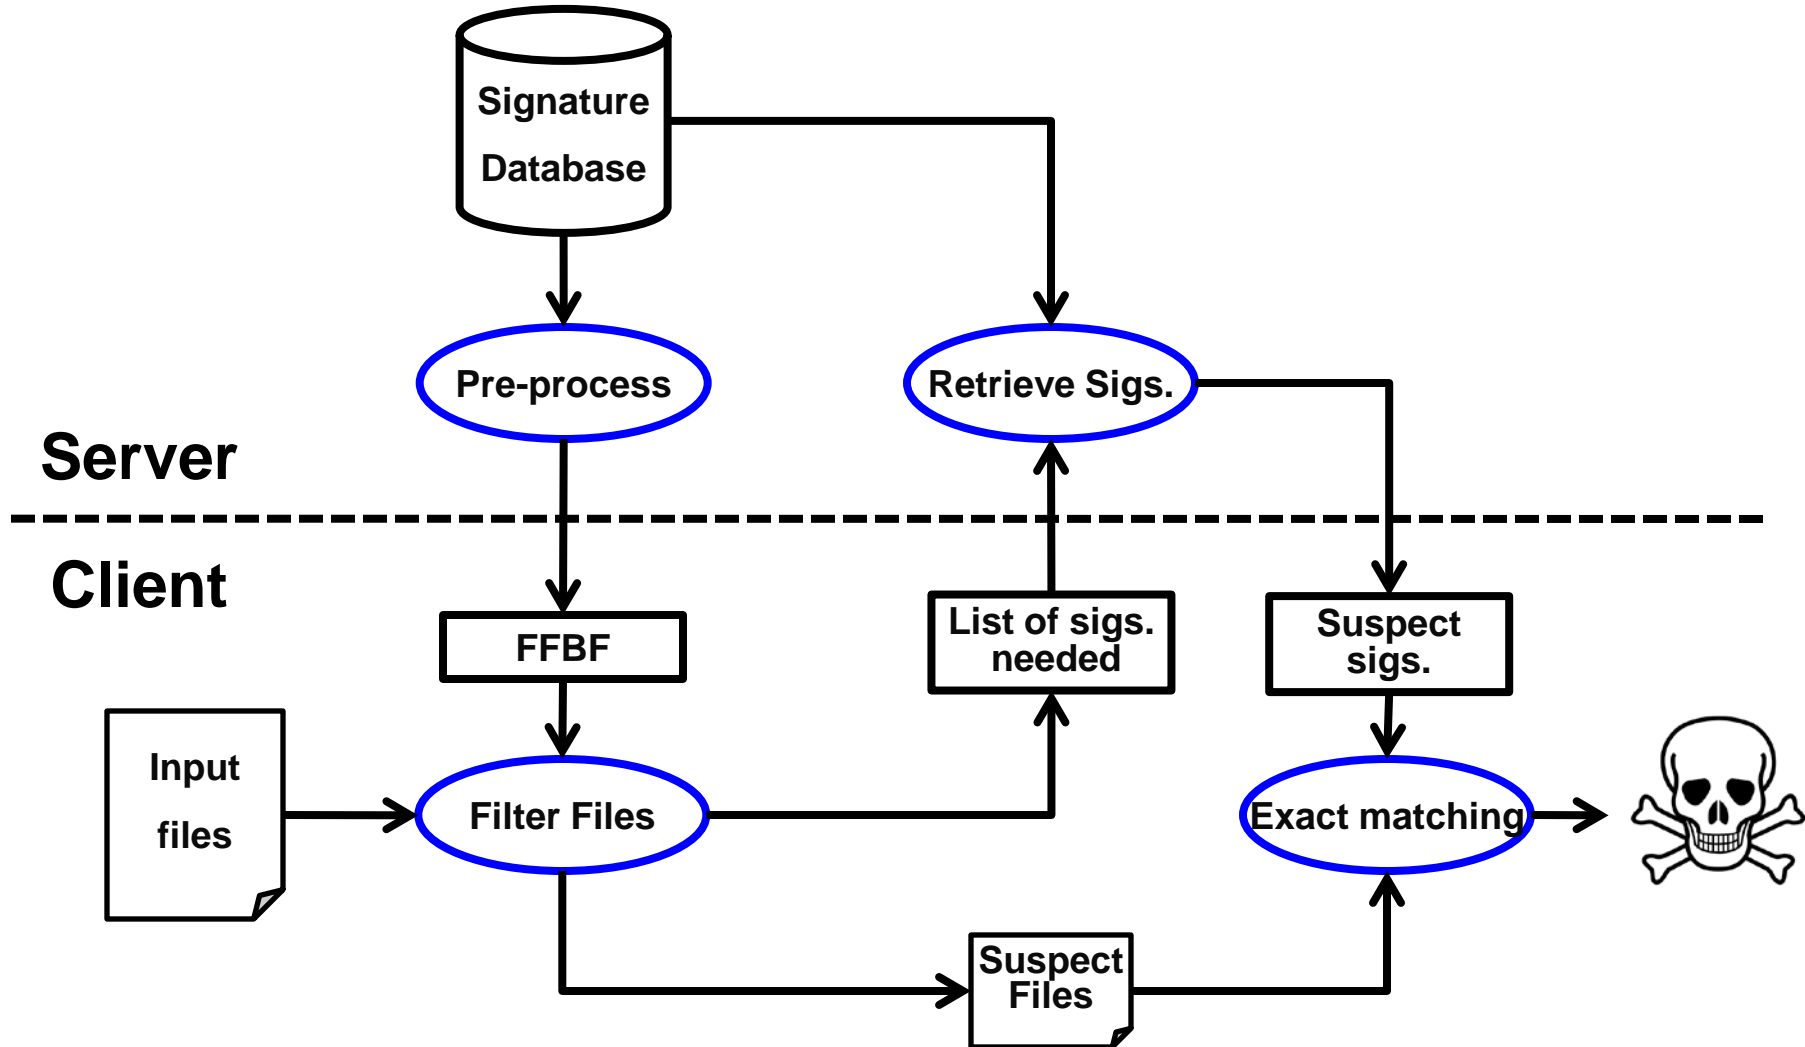 Signature
Database
Pre-process
Retrieve Sigs.
Server
Client
FFBF
List of sigs.
needed
Suspect
sigs.
Input
files
Filter Files
Exact matching
Suspect
Files